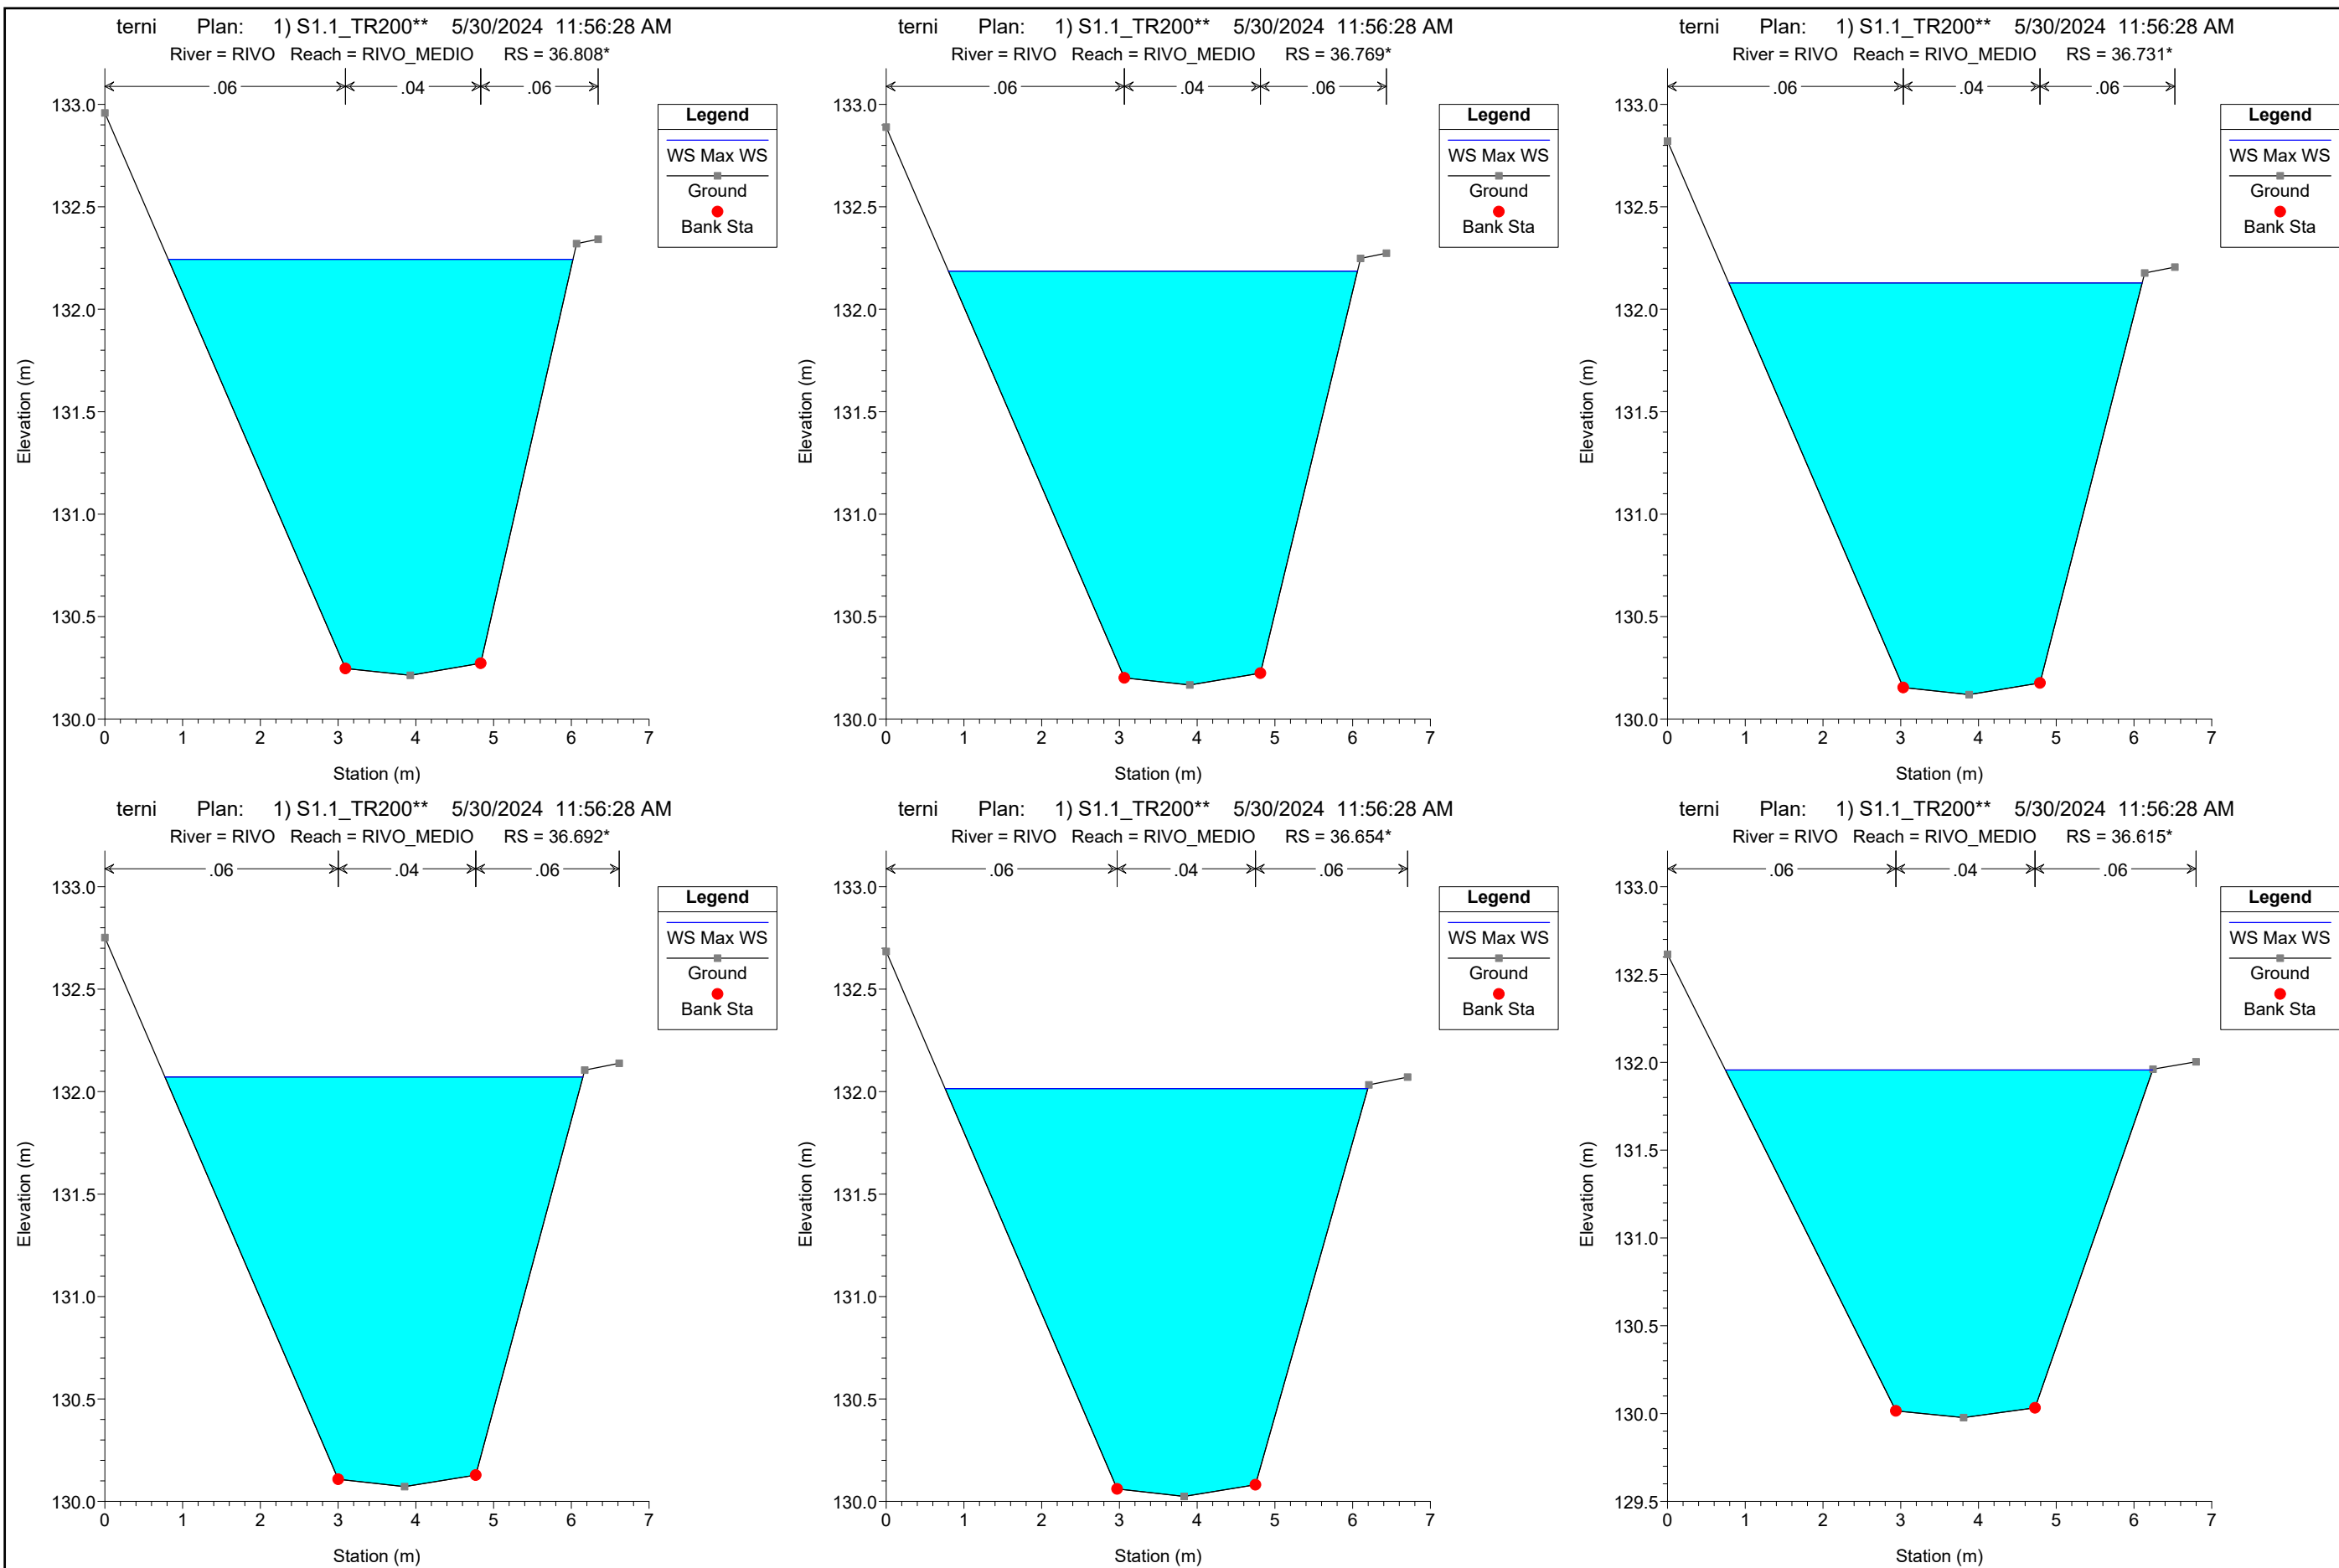 terni Plan: 1) S1.1_TR200** 5/30/2024 11:56:28 AM
River = RIVO Reach = RIVO_MEDIO RS = 36.808*
.06 .04 .06
Legend
WS Max WS
Ground
Bank Sta
133.0
132.5
132.0
131.5
131.0
130.5
130.0
Elevation (m)
0 1 2 3 4 5 6 7
Station (m)
terni Plan: 1) S1.1_TR200** 5/30/2024 11:56:28 AM
River = RIVO Reach = RIVO_MEDIO RS = 36.769*
.06 .04 .06
Legend
WS Max WS
Ground
Bank Sta
133.0
132.5
132.0
131.5
131.0
130.5
130.0
Elevation (m)
0 1 2 3 4 5 6 7
Station (m)
terni Plan: 1) S1.1_TR200** 5/30/2024 11:56:28 AM
River = RIVO Reach = RIVO_MEDIO RS = 36.731*
.06 .04 .06
Legend
WS Max WS
Ground
Bank Sta
133.0
132.5
132.0
131.5
131.0
130.5
130.0
Elevation (m)
0 1 2 3 4 5 6 7
Station (m)
terni Plan: 1) S1.1_TR200** 5/30/2024 11:56:28 AM
River = RIVO Reach = RIVO_MEDIO RS = 36.692*
.06 .04 .06
Legend
WS Max WS
Ground
Bank Sta
133.0
132.5
132.0
131.5
131.0
130.5
130.0
Elevation (m)
0 1 2 3 4 5 6 7
Station (m)
terni Plan: 1) S1.1_TR200** 5/30/2024 11:56:28 AM
River = RIVO Reach = RIVO_MEDIO RS = 36.654*
.06 .04 .06
Legend
WS Max WS
Ground
Bank Sta
133.0
132.5
132.0
131.5
131.0
130.5
130.0
Elevation (m)
0 1 2 3 4 5 6 7
Station (m)
terni Plan: 1) S1.1_TR200** 5/30/2024 11:56:28 AM
River = RIVO Reach = RIVO_MEDIO RS = 36.615*
.06 .04 .06
Legend
WS Max WS
Ground
Bank Sta
133.0
132.5
132.0
131.5
131.0
130.5
130.0
129.5
Elevation (m)
0 1 2 3 4 5 6 7
Station (m)